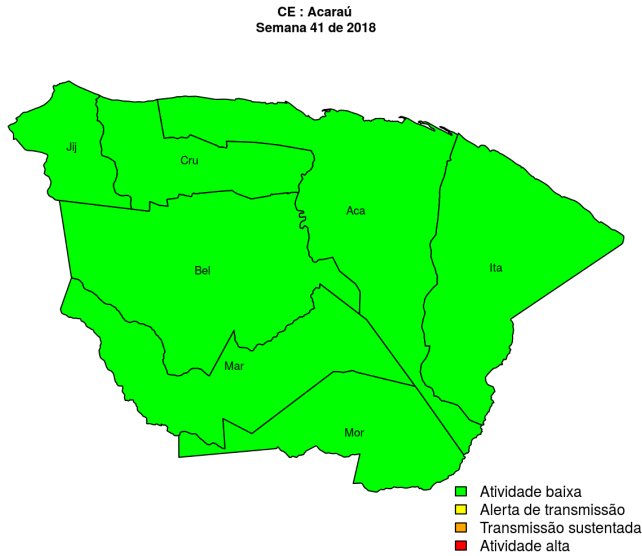 CE : Acaraú
Semana 41 de 2018
Jij
Cru
Aca
Bel
Ita
Mar
Mor
Atividade baixa
Alerta de transmissão
Transmissão sustentada
Atividade alta